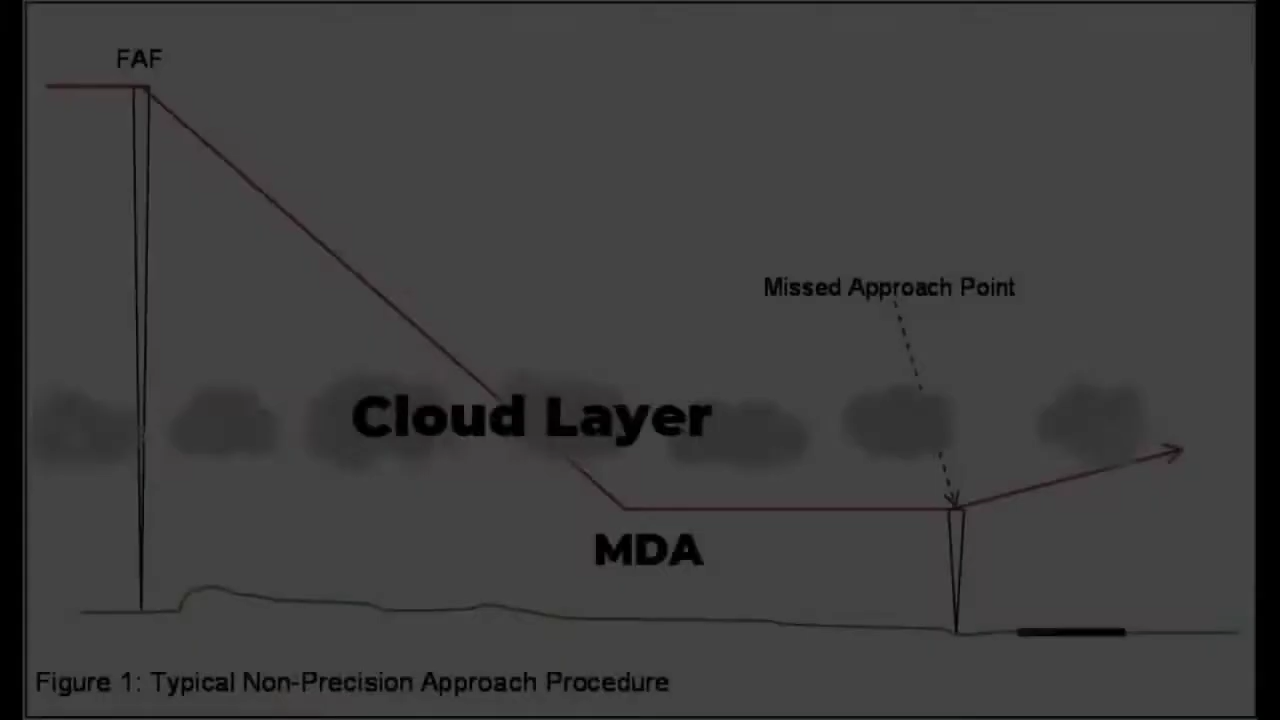 FAF
Missed Approach Point
Cloud Layer
MDA
Figure 1: Typical Non-Precision Approach Procedure